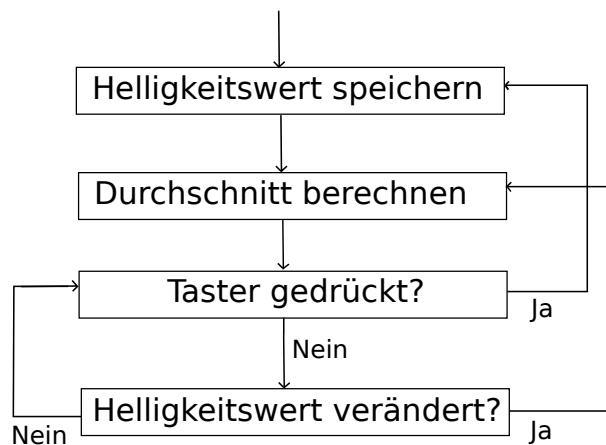 Helligkeitswert speichern
Durchschnitt berechnen
Taster gedrückt?
Ja
Nein
Helligkeitswert verändert?
Nein
Ja